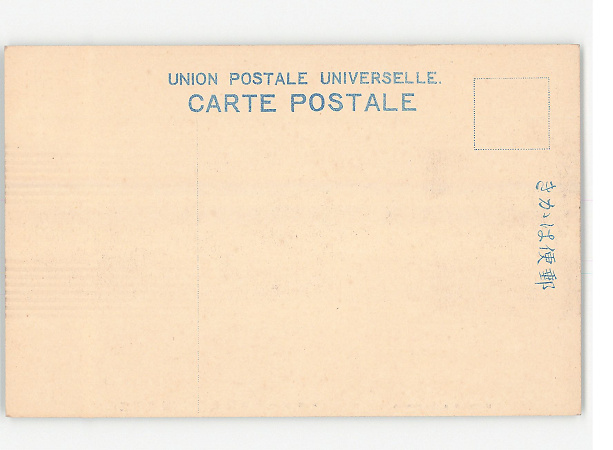 UNION POSTALE UNIVERSELLE.
CARTE POSTALE
郵便はかき